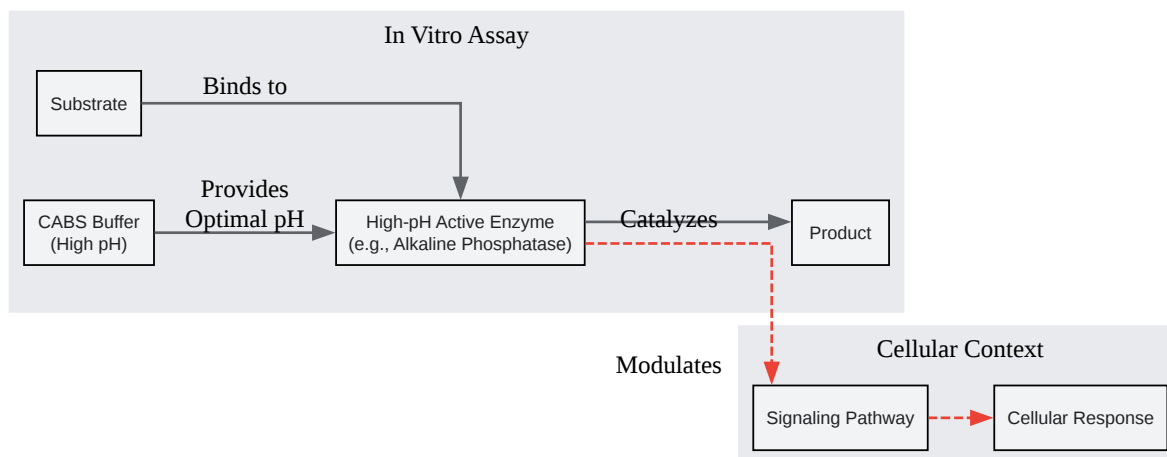 In Vitro Assay
Binds to
Substrate
Provides
Optimal pH
CABS Buffer
(High pH)
High-pH Active Enzyme
(e.g., Alkaline Phosphatase)
Catalyzes
Product
Modulates
Cellular Context
Signaling Pathway
Cellular Response